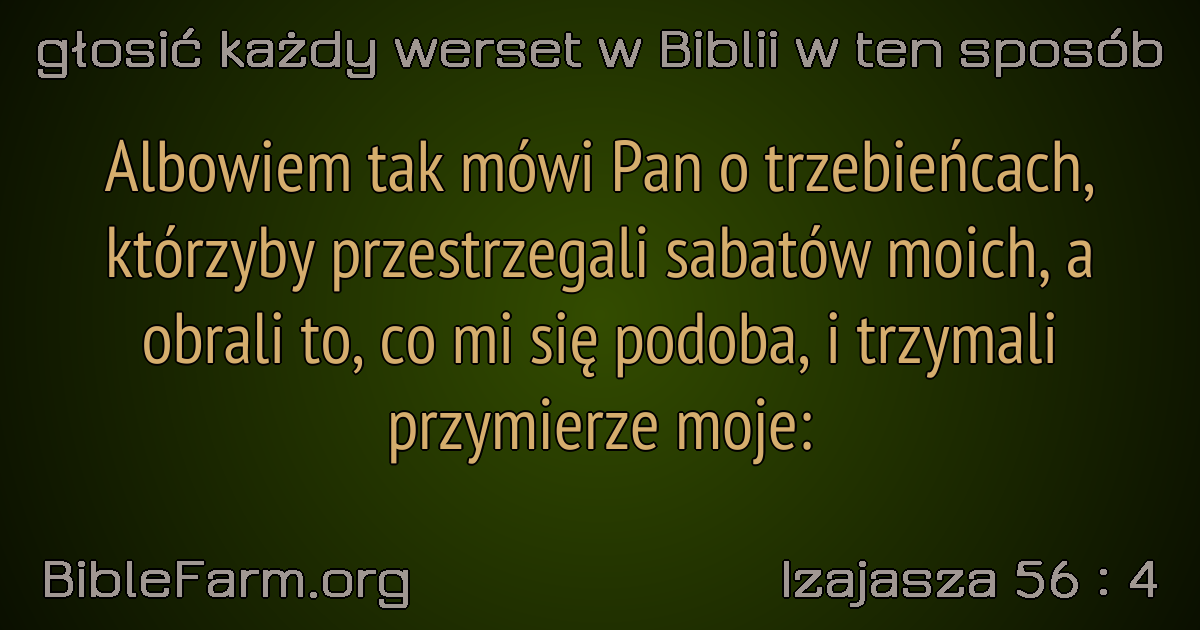 głosić każdy werset w Biblii w ten sposób
Albowiem tak mówi Pan o trzebieńcach,
którzyby przestrzegali sabatów moich, a
obrali to, co mi się podoba, i trzymali
przymierze moje:
BibleFarm.org
Izajasza 56 : 4